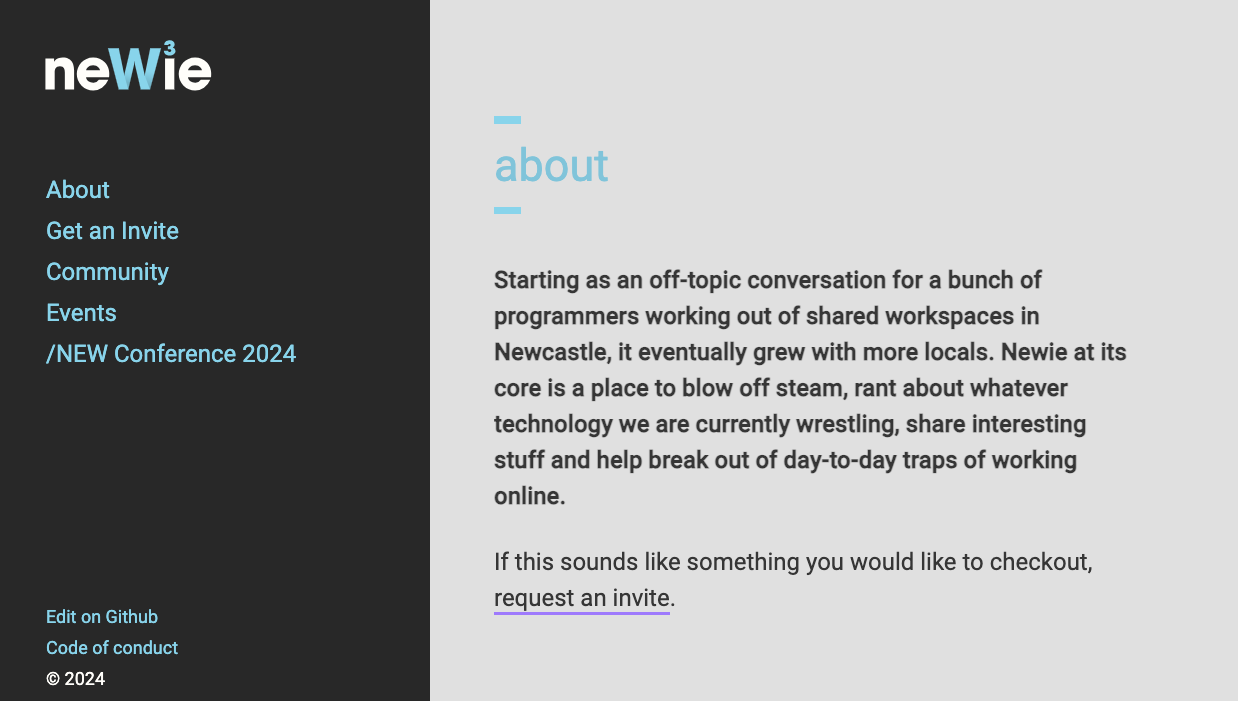 neW3ie
About
Get an Invite
Community
Events
/NEW Conference 2024
Edit on Github
Code of conduct
© 2024
about
Starting as an off-topic conversation for a bunch of
programmers working out of shared workspaces in
Newcastle, it eventually grew with more locals. Newie at its
core is a place to blow off steam, rant about whatever
technology we are currently wrestling, share interesting
stuff and help break out of day-to-day traps of working
online.
If this sounds like something you would like to checkout,
request an invite.